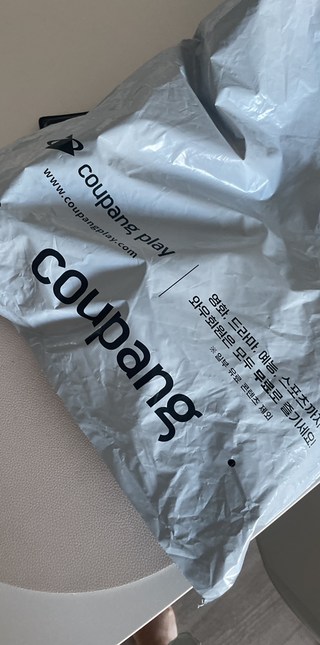 coupang play
www.coupangplay.com
영화, 드라마, 예능, 스포츠까지
와우회원은 모두 무료로 즐기세요!
※ 일부 유료 콘텐츠 제외
coupang